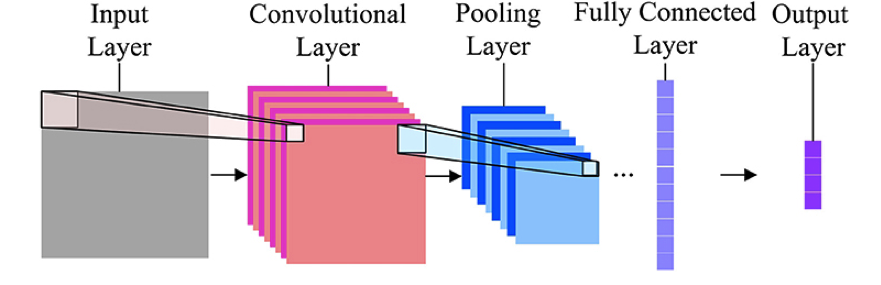 Input
Layer
Convolutional
Layer
Pooling
Layer
Fully Connected
Layer
Output
Layer
...